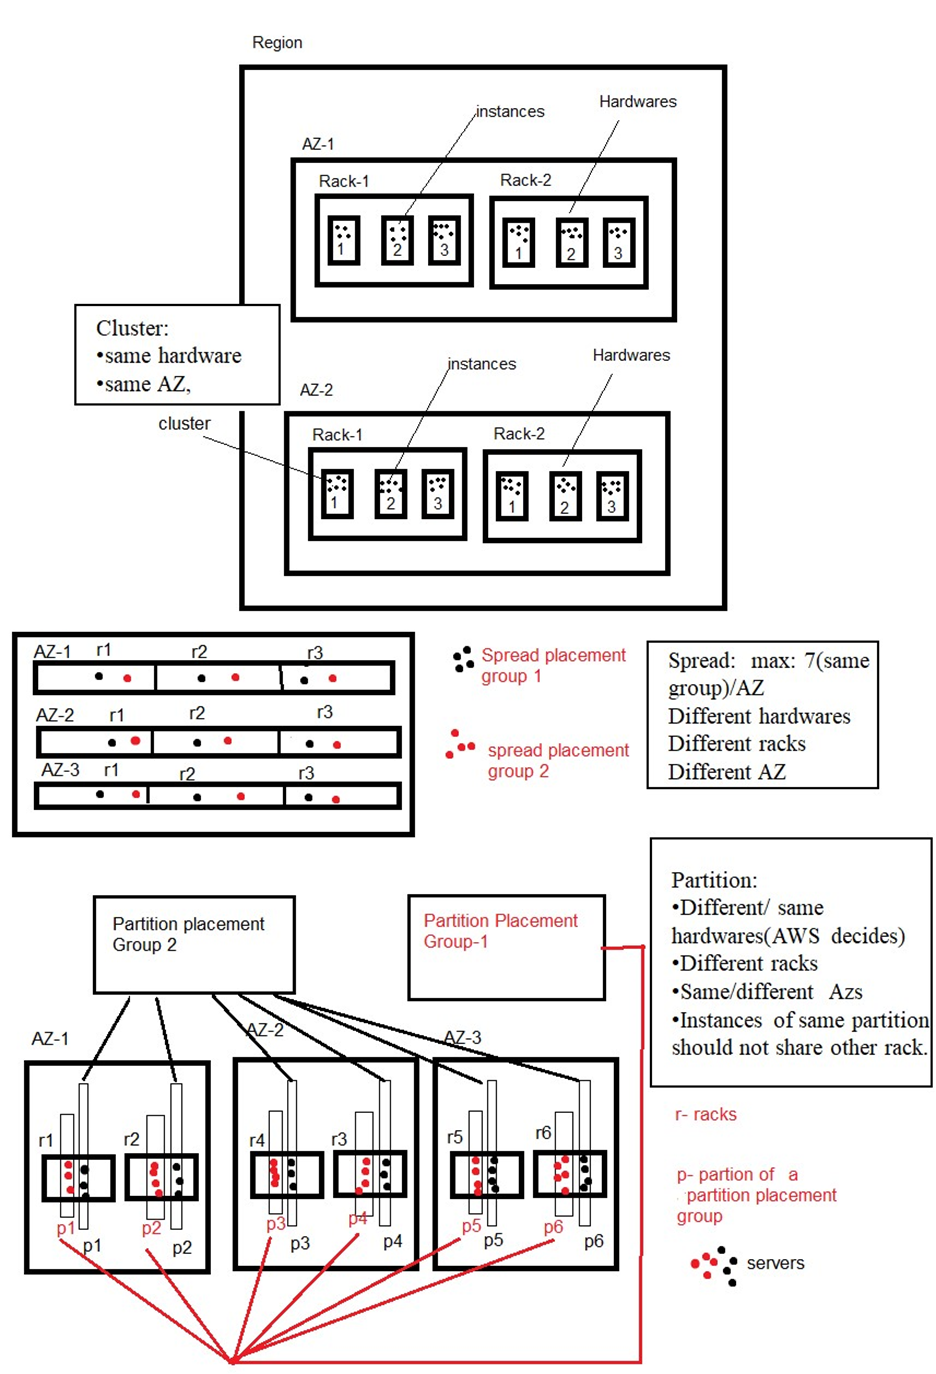 Region
instances
Hardwares
AZ-1
Rack-1
Rack-2
1
2
3
1
2
3
Cluster:
•same hardware
•same AZ,
cluster
instances
Hardwares
AZ-2
Rack-1
Rack-2
1
2
3
1
2
3
AZ-1
r1
r2
r3
AZ-2
r1
r2
r3
AZ-3
r1
r2
r3
Spread placement
group 1
spread placement
group 2
Spread: max: 7(same
group)/AZ
Different hardwares
Different racks
Different AZ
Partition placement
Group 2
Partition Placement
Group-1
Partition:
•Different/ same
hardwares(AWS decides)
•Different racks
•Same/different Azs
•Instances of same partition
should not share other rack.
AZ-1
AZ-2
AZ-3
r1
r2
r4
r3
r5
r6
p1
p1
p2
p2
p3
p3
p4
p4
p5
p5
p6
p6
r- racks
p- partion of a
partition placement
group
servers